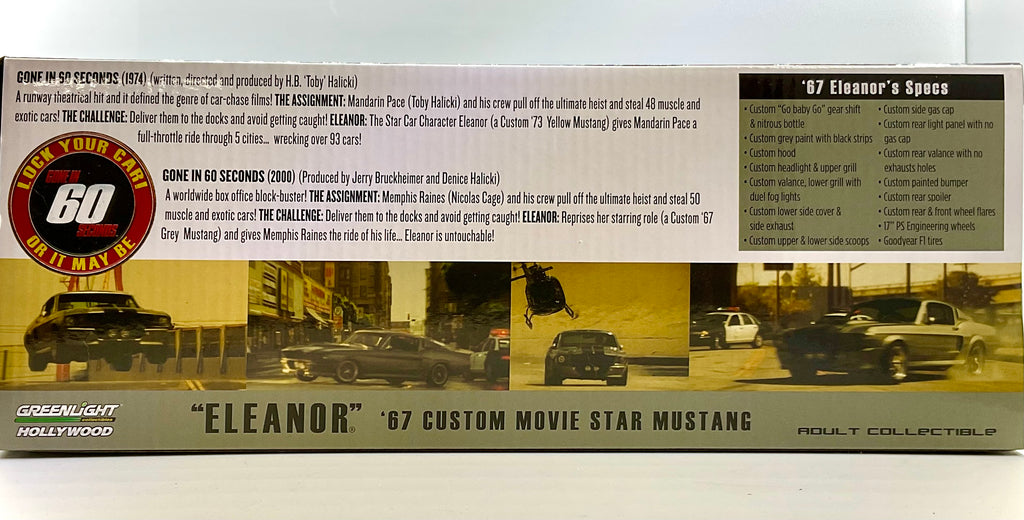 GONE IN 60 SECONDS (1974) (written, directed and produced by H.B. 'Toby' Halicki)
A runway theatrical hit and it defined the genre of car-chase films! THE ASSIGNMENT: Mandarin Pace (Toby Halicki) and his crew pull off the ultimate heist and steal 48 muscle and
exotic cars! THE CHALLENGE: Deliver them to the docks and avoid getting caught! ELEANOR: The Star Car Character Eleanor (a Custom '73 Yellow Mustang) gives Mandarin Pace a
full-throttle ride through 5 cities... wrecking over 93 cars!
LOCK YOUR CAR!
GONE IN
60
SECONDS
OR IT MAY BE
GONE IN 60 SECONDS (2000) (Produced by Jerry Bruckheimer and Denice Halicki)
A worldwide box office block-buster! THE ASSIGNMENT: Memphis Raines (Nicolas Cage) and his crew pull off the ultimate heist and steal 50
muscle and exotic cars! THE CHALLENGE: Deliver them to the docks and avoid getting caught! ELEANOR: Reprises her starring role (a Custom '67
Grey Mustang) and gives Memphis Raines the ride of his life... Eleanor is untouchable!
'67 Eleanor's Specs
• Custom "Go baby Go" gear shift
& nitrous bottle
• Custom grey paint with black strips
• Custom hood
• Custom headlight & upper grill
• Custom valance, lower grill with
duel fog lights
• Custom lower side cover &
side exhaust
• Custom upper & lower side scoops
• Custom side gas cap
• Custom rear light panel with no
gas cap
• Custom rear valance with no
exhausts holes
• Custom painted bumper
• Custom rear spoiler
• Custom rear & front wheel flares
• 17" PS Engineering wheels
• Goodyear F1 tires
GREENLIGHT
HOLLYWOOD
"ELEANOR"® '67 CUSTOM MOVIE STAR MUSTANG
ADULT COLLECTIBLE